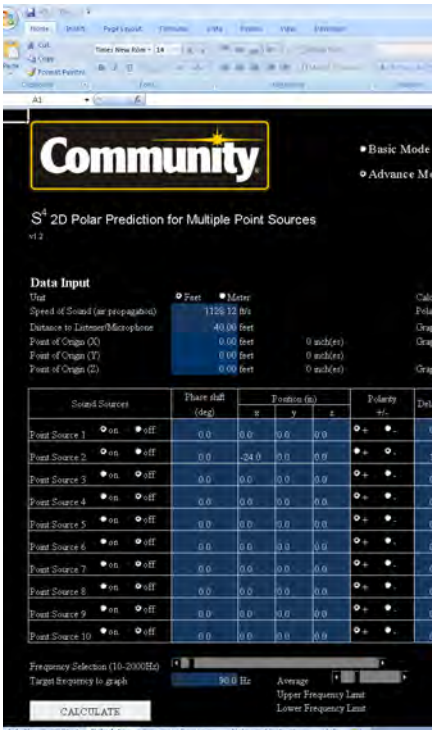 Home Insert Page Layout Formulas Data Review View Developer
Cut
Copy
Format Painter
Times New Rom 14
A1
Community
Basic Mode
Advance Mo
S4 2D Polar Prediction for Multiple Point Sources
v1.2
Data Input
Unit Feet Meter
Speed of Sound (air propagation) 1126.12 ft/s
Distance to Listener/Microphone 40.00 feet
Point of Origin (X) 0.00 feet 0 inch(es)
Point of Origin (Y) 0.00 feet 0 inch(es)
Point of Origin (Z) 0.00 feet 0 inch(es)
Sound Sources Phase shift (deg) Position (in) Polarity Del
x y z +/-
Point Source 1 on off 0.0 0.0 0.0 0.0 + -
Point Source 2 on off 0.0 -24.0 0.0 0.0 + -
Point Source 3 on off 0.0 0.0 0.0 0.0 + -
Point Source 4 on off 0.0 0.0 0.0 0.0 + -
Point Source 5 on off 0.0 0.0 0.0 0.0 + -
Point Source 6 on off 0.0 0.0 0.0 0.0 + -
Point Source 7 on off 0.0 0.0 0.0 0.0 + -
Point Source 8 on off 0.0 0.0 0.0 0.0 + -
Point Source 9 on off 0.0 0.0 0.0 0.0 + -
Point Source 10 on off 0.0 0.0 0.0 0.0 + -
Frequency Selection (10-2000Hz)
Target frequency to graph 90.0 Hz Average
Upper Frequency Limit
Lower Frequency Limit
CALCULATE